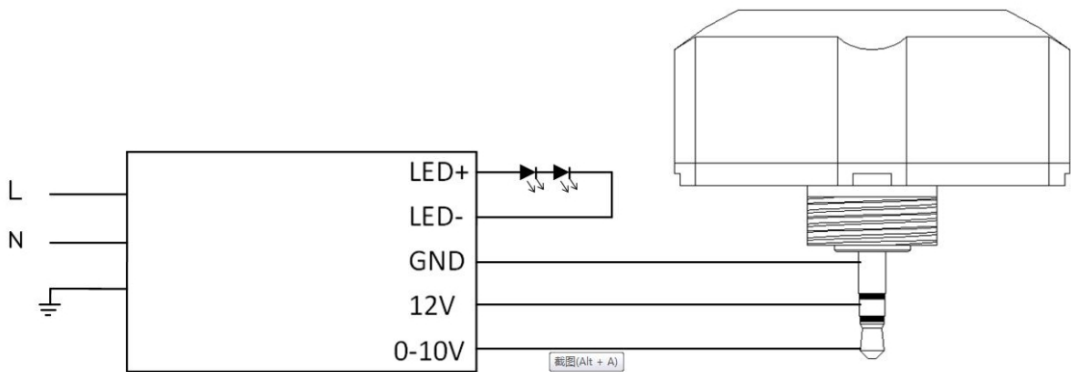 LED+
L
LED-
N
GND
12V
0-10V
截图(Alt + A)